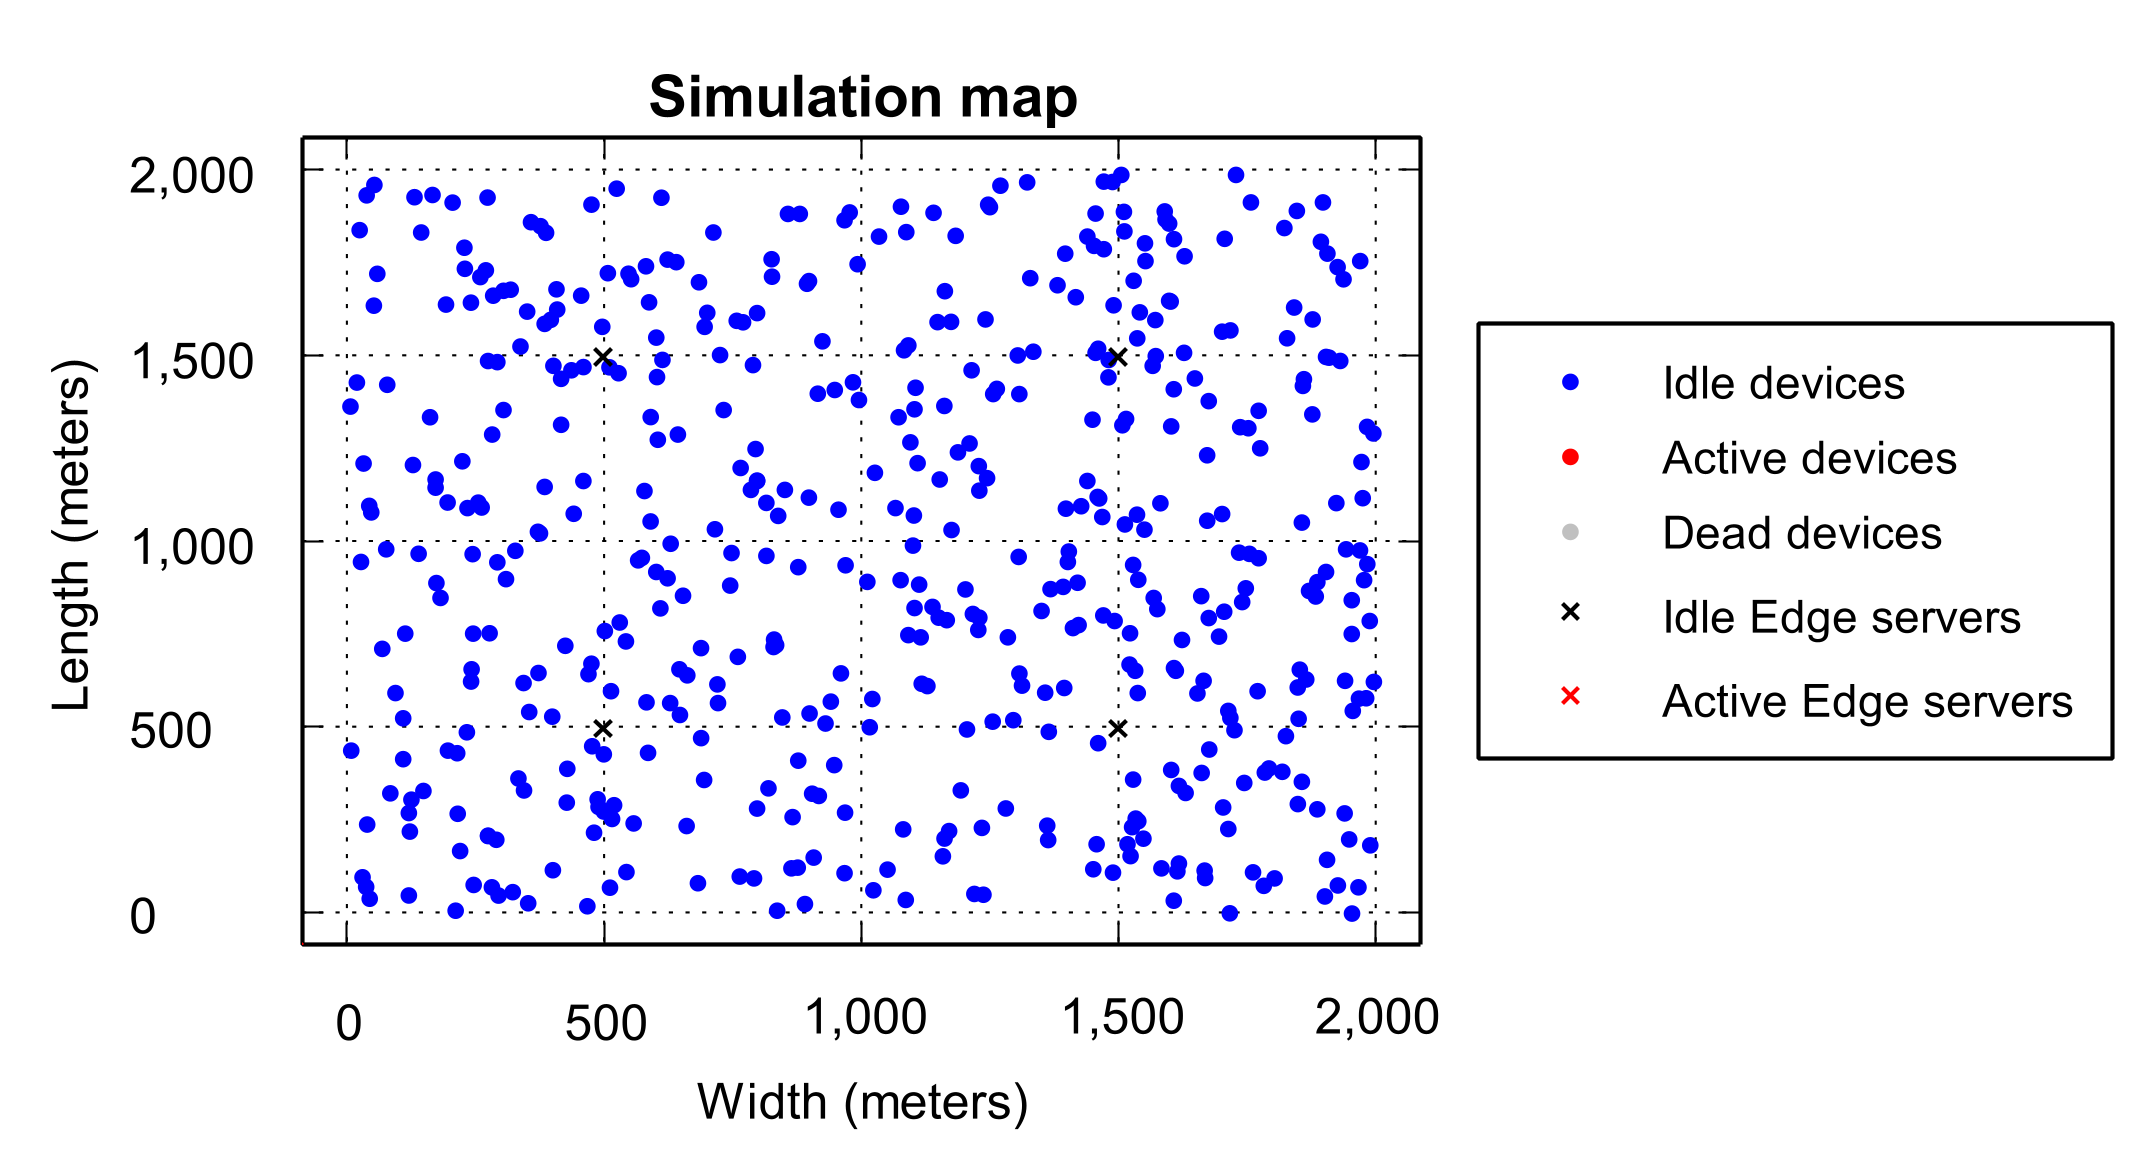 Simulation map
2,000
1,500
1,000
500
0
Length (meters)
0
500
1,000
1,500
2,000
Width (meters)
Idle devices
Active devices
Dead devices
Idle Edge servers
Active Edge servers